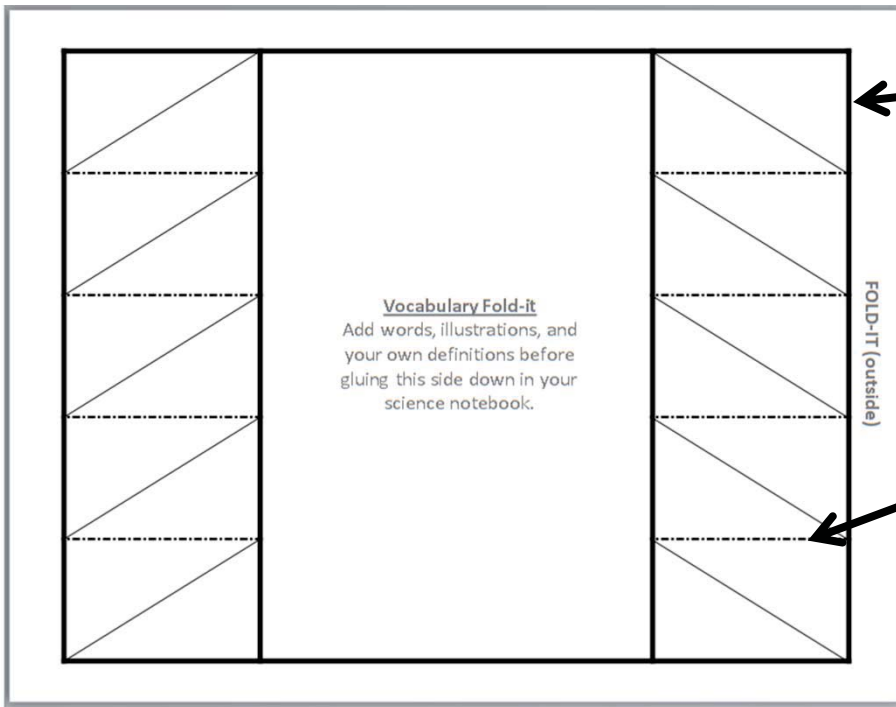 Vocabulary Fold-it
Add words, illustrations, and
your own definitions before
gluing this side down in your
science notebook.
FOLD-IT (outside)